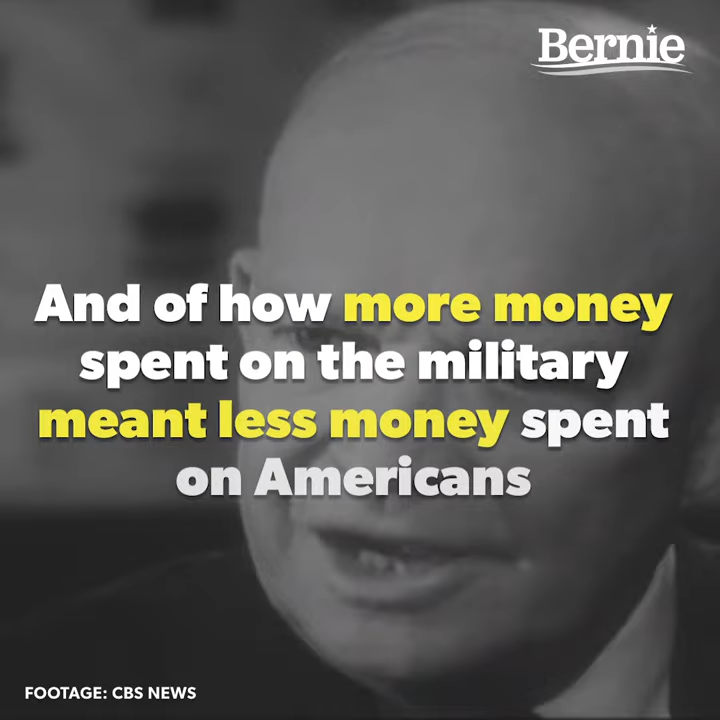 Bernie
And of how more money
spent on the military
meant less money spent
on Americans
FOOTAGE: CBS NEWS